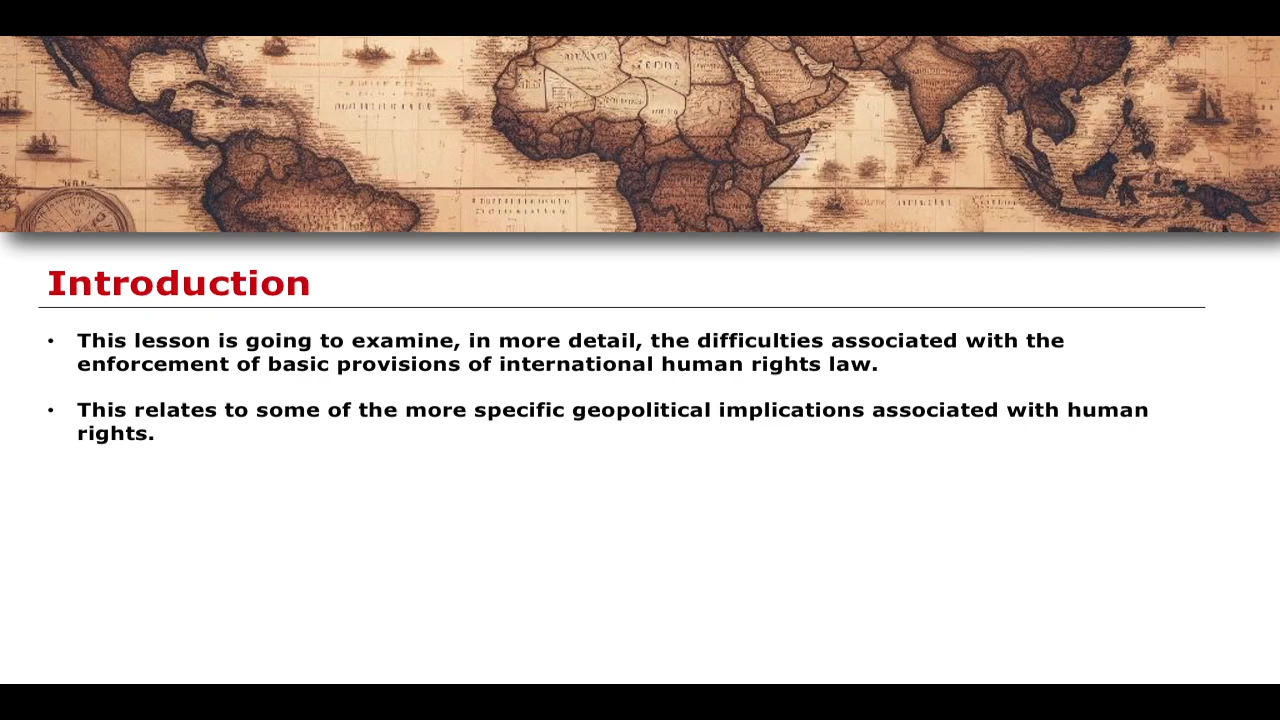 Introduction
• This lesson is going to examine, in more detail, the difficulties associated with the
enforcement of basic provisions of international human rights law.
• This relates to some of the more specific geopolitical implications associated with human
rights.